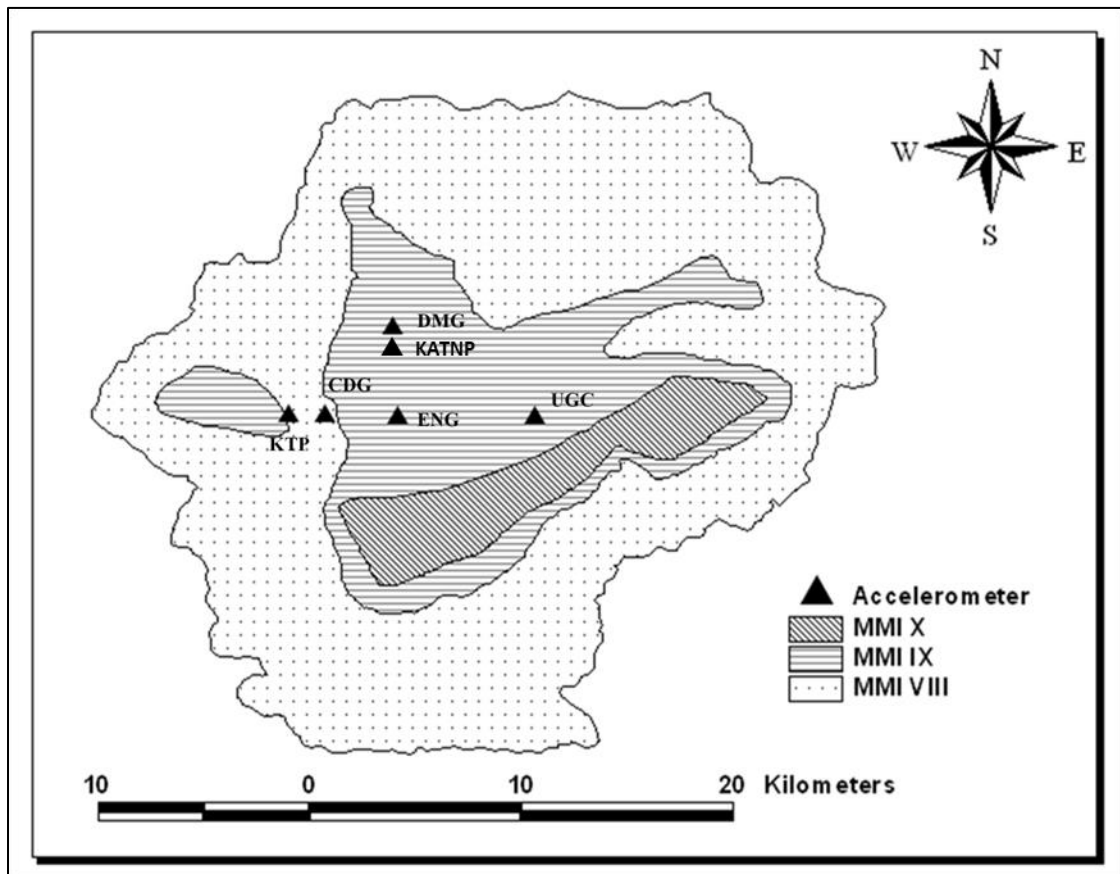 N
W E
S
DMG
KATNP
CDG
UGC
ENG
KTP
Accelerometer
MMI X
MMI IX
MMI VIII
10 0 10 20 Kilometers